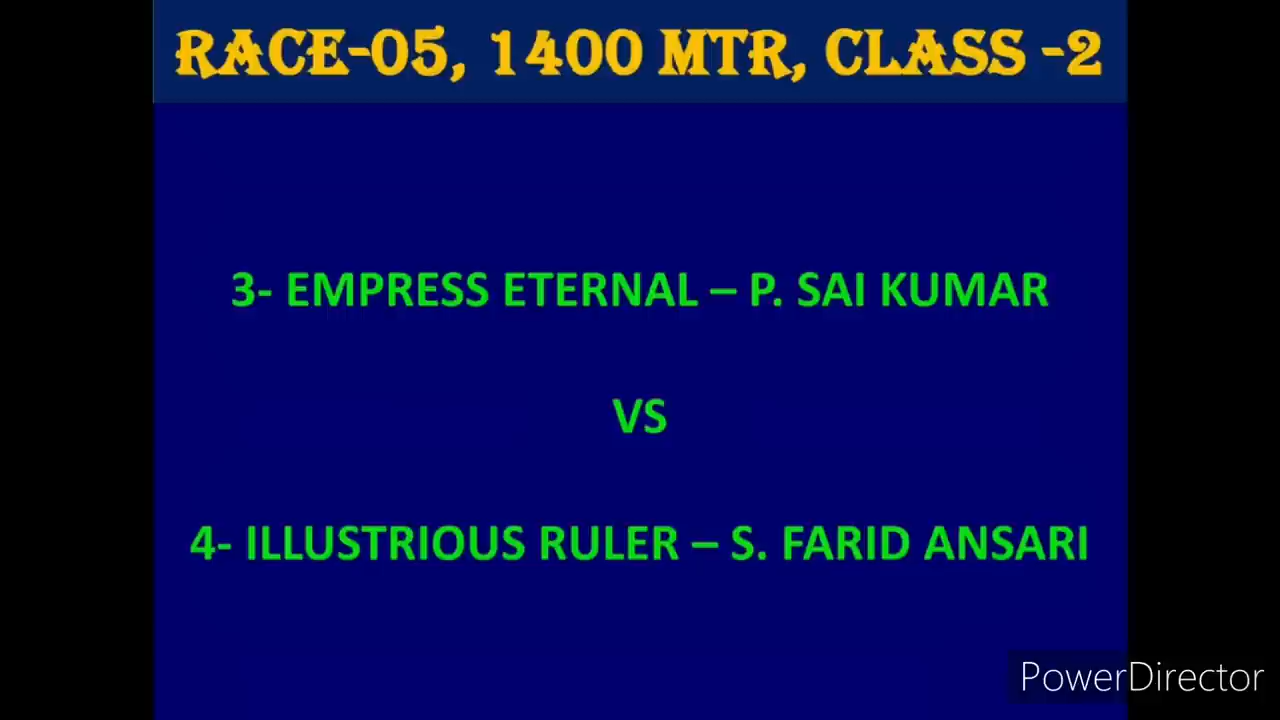 RACE-05, 1400 MTR, CLASS -2
3- EMPRESS ETERNAL – P. SAI KUMAR
VS
4- ILLUSTRIOUS RULER – S. FARID ANSARI
PowerDirector